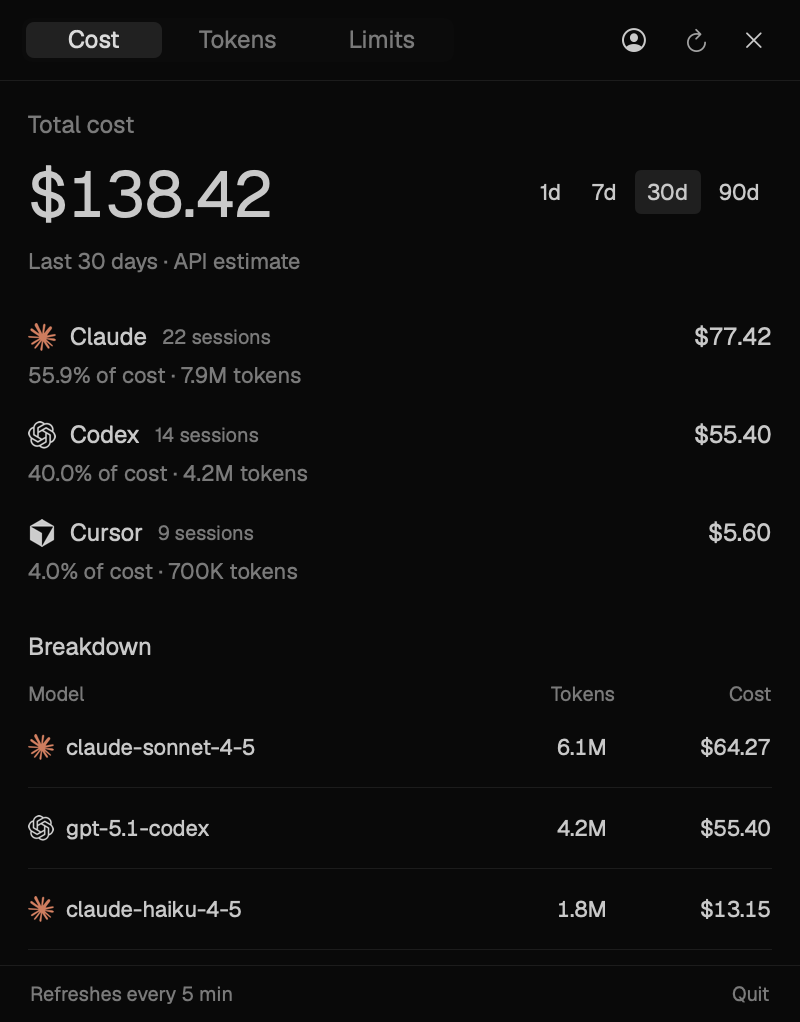 Cost Tokens Limits
Total cost
$138.42
1d 7d 30d 90d
Last 30 days · API estimate
Claude 22 sessions $77.42
55.9% of cost · 7.9M tokens
Codex 14 sessions $55.40
40.0% of cost · 4.2M tokens
Cursor 9 sessions $5.60
4.0% of cost · 700K tokens
Breakdown
Model Tokens Cost
claude-sonnet-4-5 6.1M $64.27
gpt-5.1-codex 4.2M $55.40
claude-haiku-4-5 1.8M $13.15
Refreshes every 5 min Quit